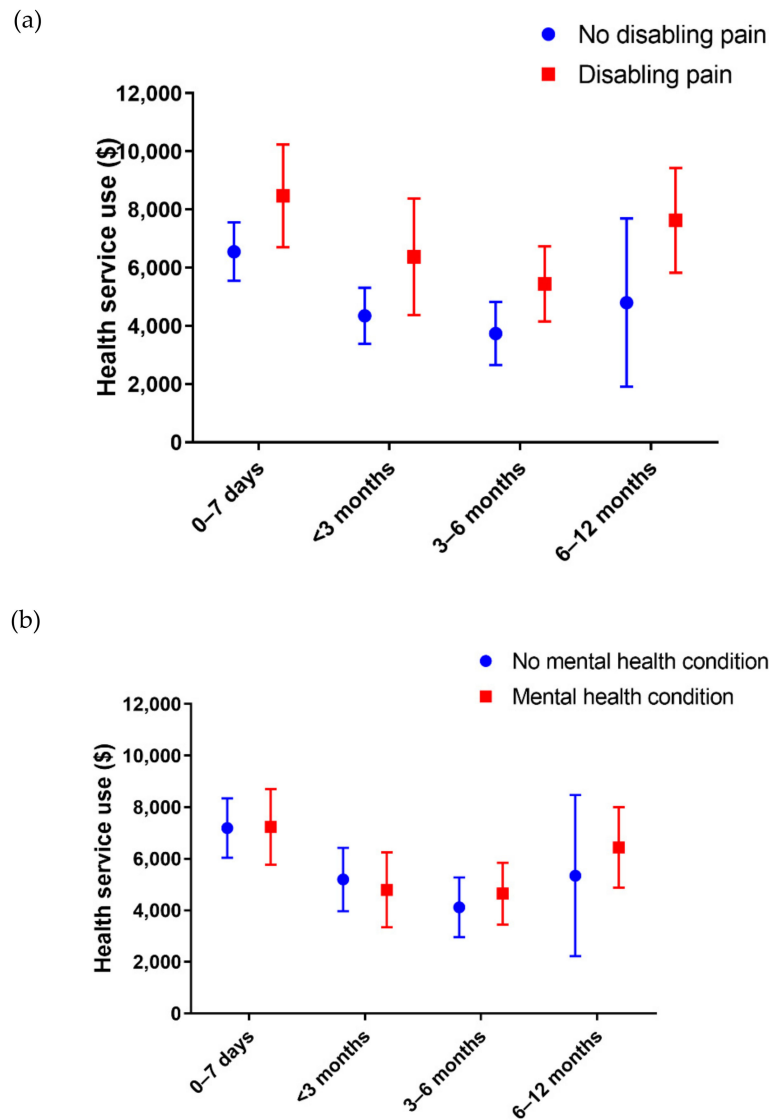 (a)
No disabling pain
Disabling pain
Health service use ($)
12,000
10,000
8,000
6,000
4,000
2,000
0
0–7 days
<3 months
3–6 months
6–12 months
(b)
No mental health condition
Mental health condition
Health service use ($)
12,000
10,000
8,000
6,000
4,000
2,000
0
0–7 days
<3 months
3–6 months
6–12 months